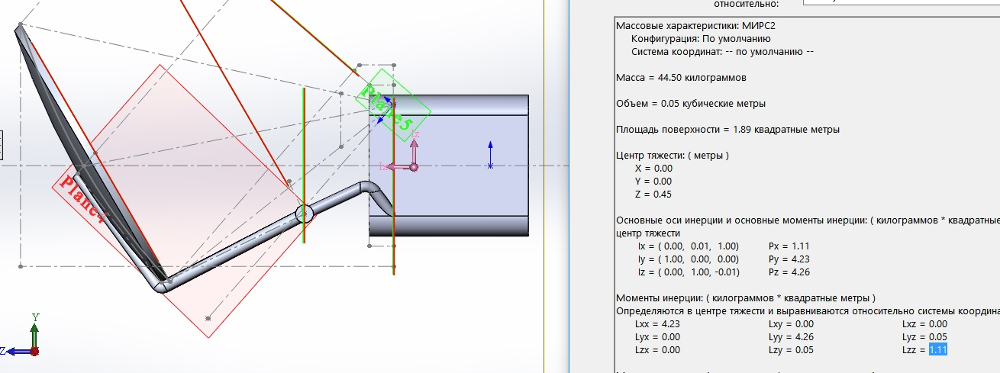 относительно:
Массовые характеристики: МИРС2
Конфигурация: По умолчанию
Система координат: -- по умолчанию --
Масса = 44.50 килограммов
Объем = 0.05 кубические метры
Площадь поверхности = 1.89 квадратные метры
Центр тяжести: ( метры )
X = 0.00
Y = 0.00
Z = 0.45
Основные оси инерции и основные моменты инерции: ( килограммов * квадратные
центр тяжести
Ix = ( 0.00, 0.01, 1.00) Px = 1.11
Iy = ( 1.00, 0.00, 0.00) Py = 4.23
Iz = ( 0.00, 1.00, -0.01) Pz = 4.26
Моменты инерции: ( килограммов * квадратные метры )
Определяются в центре тяжести и выравниваются относительно системы координа
Lxx = 4.23 Lxy = 0.00 Lxz = 0.00
Lyx = 0.00 Lyy = 4.26 Lyz = 0.05
Lzx = 0.00 Lzy = 0.05 Lzz = 1.11
Plane5
Iz
Plane4
Y
Z